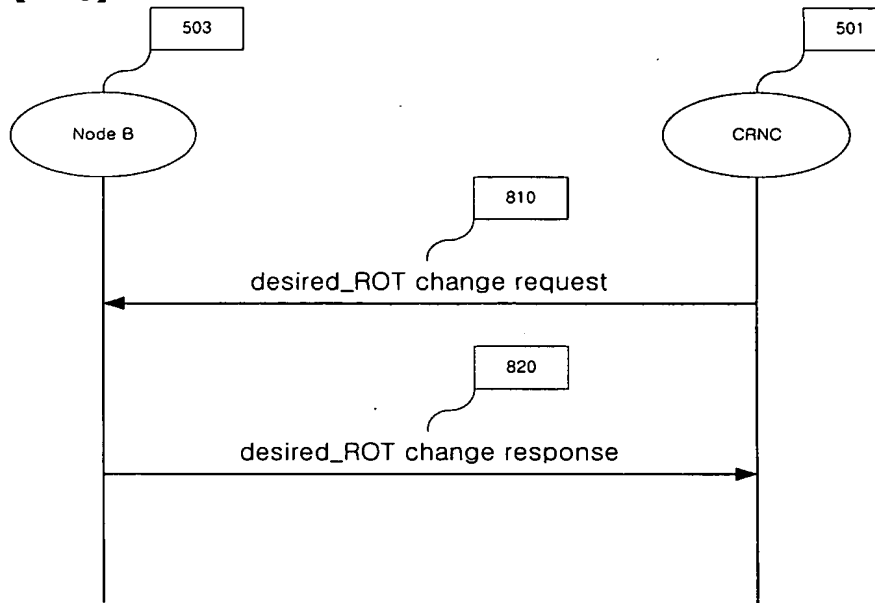 503
501
Node B
CRNC
810
desired_ROT change request
820
desired_ROT change response